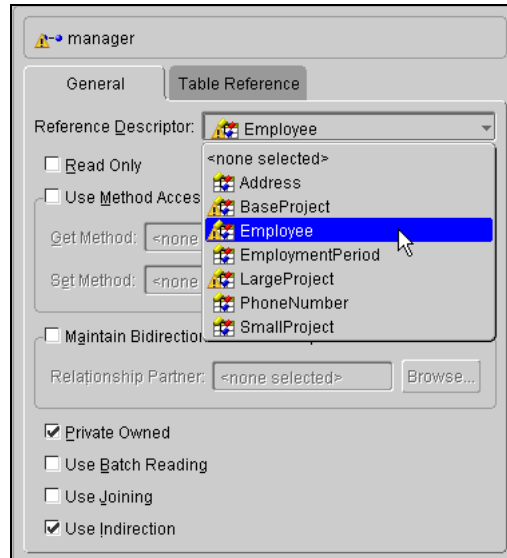 manager
General Table Reference
Reference Descriptor: Employee
<none selected>
Read Only
Address
Use Method Acces
BaseProject
Employee
Get Method: <none
EmploymentPeriod
LargeProject
Set Method: <none
PhoneNumber
SmallProject
Maintain Bidirection
Relationship Partner: <none selected> Browse...
Private Owned
Use Batch Reading
Use Joining
Use Indirection